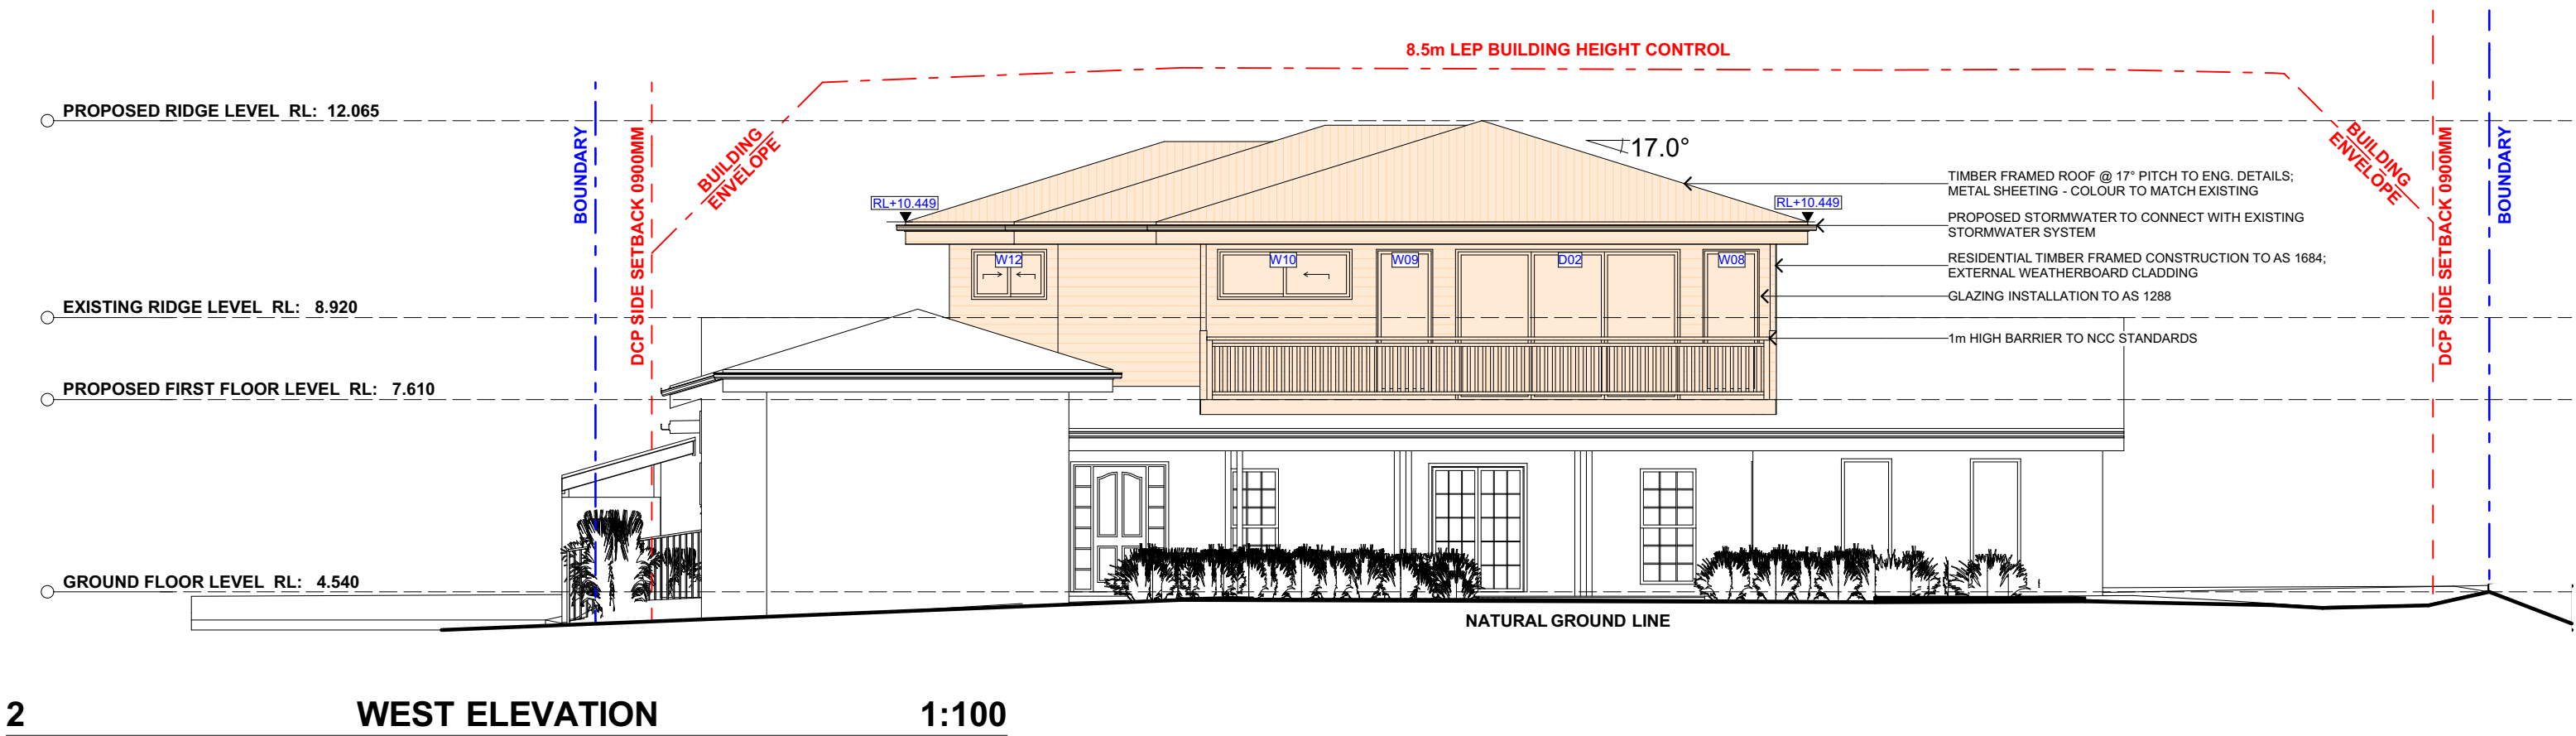 8.5m LEP BUILDING HEIGHT CONTROL
PROPOSED RIDGE LEVEL RL: 12.065
BOUNDARY
DCP SIDE SETBACK 0900MM
BUILDING
ENVELOPE
17.0°
BUILDING
ENVELOPE
DCP SIDE SETBACK 0900MM
BOUNDARY
TIMBER FRAMED ROOF @ 17° PITCH TO ENG. DETAILS;
METAL SHEETING - COLOUR TO MATCH EXISTING
RL+10.449
RL+10.449
PROPOSED STORMWATER TO CONNECT WITH EXISTING
STORMWATER SYSTEM
W12
W10
W09
D02
W08
RESIDENTIAL TIMBER FRAMED CONSTRUCTION TO AS 1684;
EXTERNAL WEATHERBOARD CLADDING
GLAZING INSTALLATION TO AS 1288
EXISTING RIDGE LEVEL RL: 8.920
1m HIGH BARRIER TO NCC STANDARDS
PROPOSED FIRST FLOOR LEVEL RL: 7.610
GROUND FLOOR LEVEL RL: 4.540
NATURAL GROUND LINE
2 WEST ELEVATION 1:100